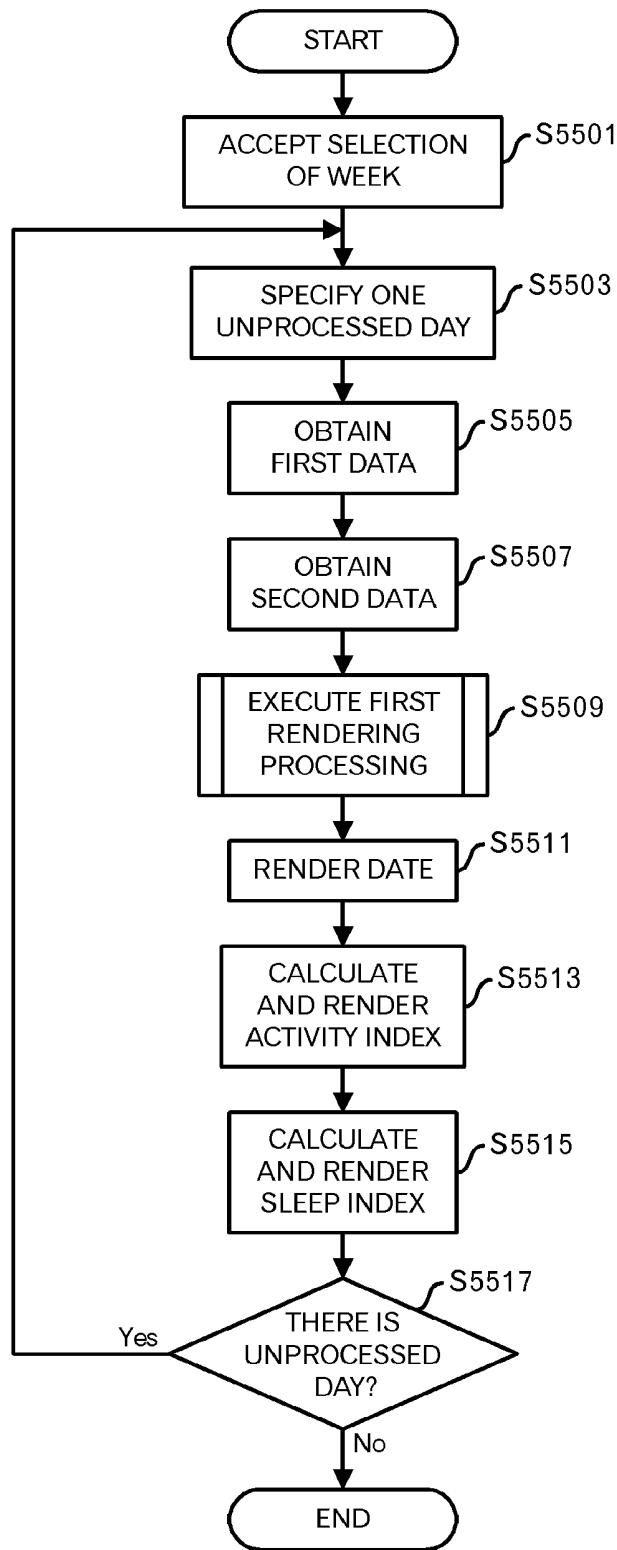 START
ACCEPT SELECTION
OF WEEK
S5501
SPECIFY ONE
UNPROCESSED DAY
S5503
OBTAIN
FIRST DATA
S5505
OBTAIN
SECOND DATA
S5507
EXECUTE FIRST
RENDERING
PROCESSING
S5509
RENDER DATE
S5511
CALCULATE
AND RENDER
ACTIVITY INDEX
S5513
CALCULATE
AND RENDER
SLEEP INDEX
S5515
THERE IS
UNPROCESSED
DAY?
S5517
Yes
No
END